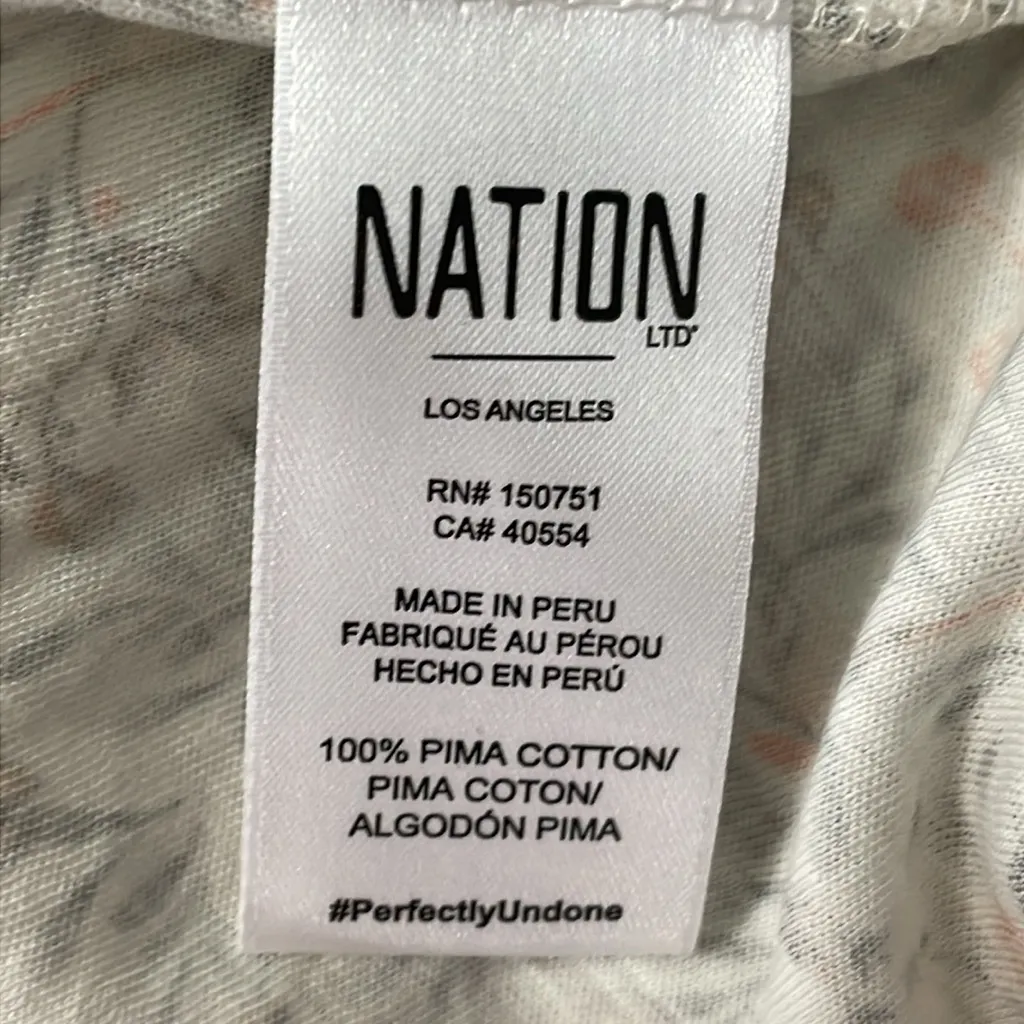 NATION
LTD®
LOS ANGELES
RN# 150751
CA# 40554
MADE IN PERU
FABRIQUÉ AU PÉROU
HECHO EN PERÚ
100% PIMA COTTON/
PIMA COTON/
ALGODÓN PIMA
#PerfectlyUndone